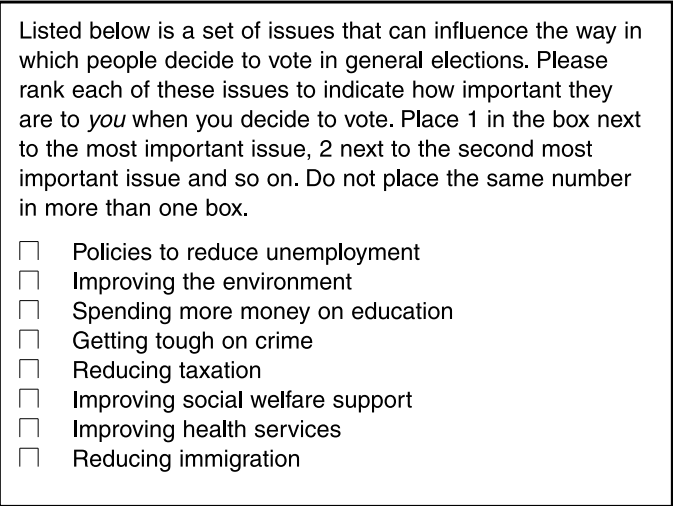 Listed below is a set of issues that can influence the way in
which people decide to vote in general elections. Please
rank each of these issues to indicate how important they
are to you when you decide to vote. Place 1 in the box next
to the most important issue, 2 next to the second most
important issue and so on. Do not place the same number
in more than one box.
Policies to reduce unemployment
Improving the environment
Spending more money on education
Getting tough on crime
Reducing taxation
Improving social welfare support
Improving health services
Reducing immigration